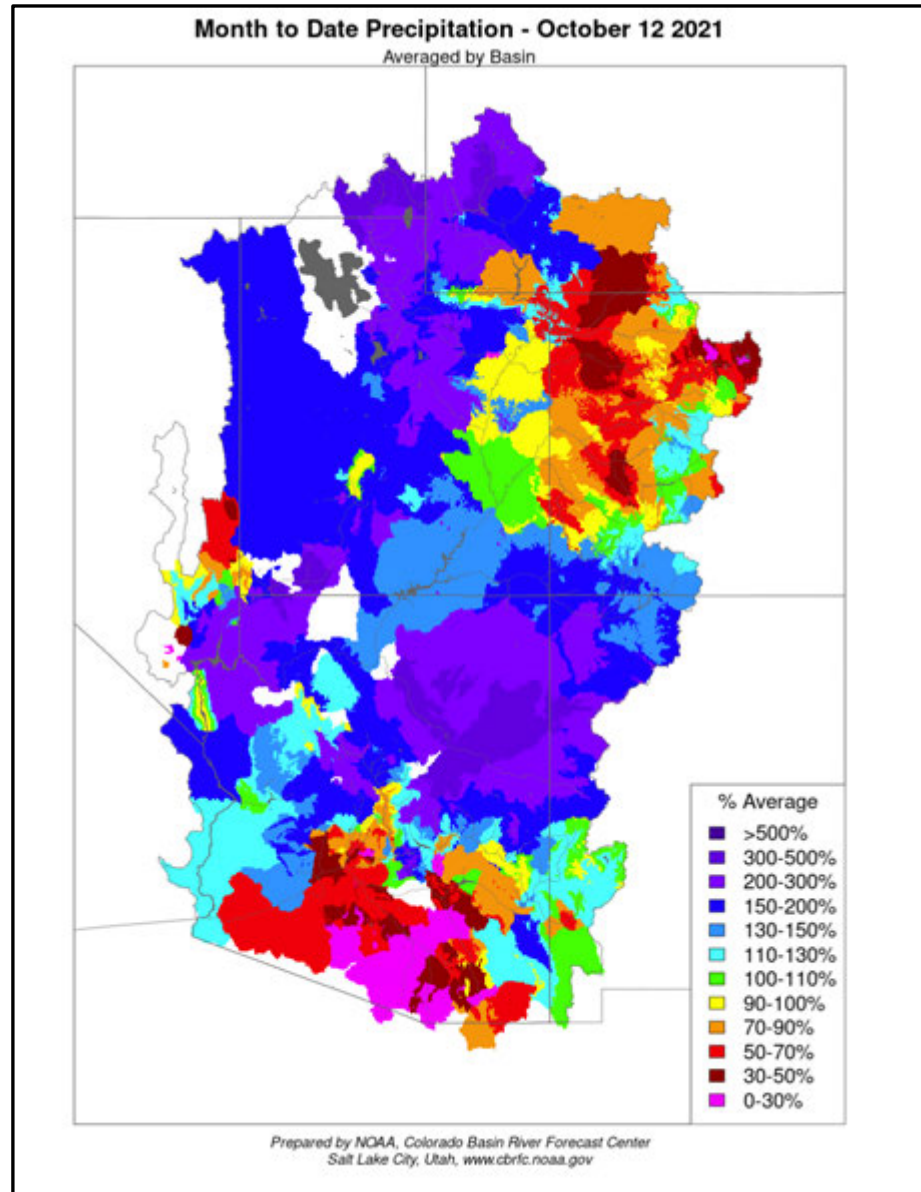 Month to Date Precipitation - October 12 2021
Averaged by Basin
% Average
>500%
300-500%
200-300%
150-200%
130-150%
110-130%
100-110%
90-100%
70-90%
50-70%
30-50%
0-30%
Prepared by NOAA, Colorado Basin River Forecast Center
Salt Lake City, Utah, www.cbrfc.noaa.gov